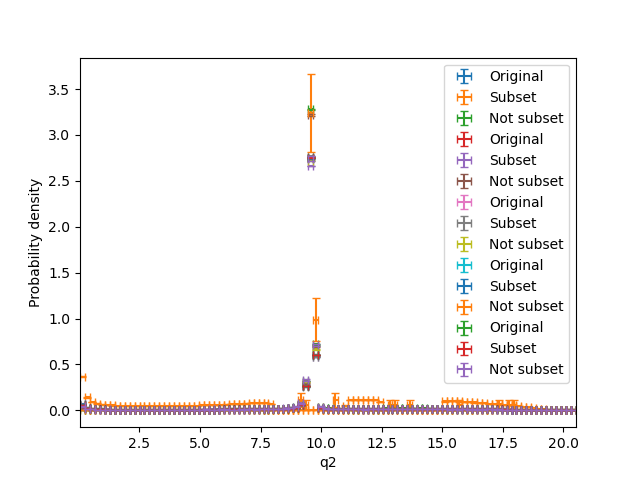 Probability density
3.5
3.0
2.5
2.0
1.5
1.0
0.5
0.0
2.5 5.0 7.5 10.0 12.5 15.0 17.5 20.0
q2
Original
Subset
Not subset
Original
Subset
Not subset
Original
Subset
Not subset
Original
Subset
Not subset
Original
Subset
Not subset